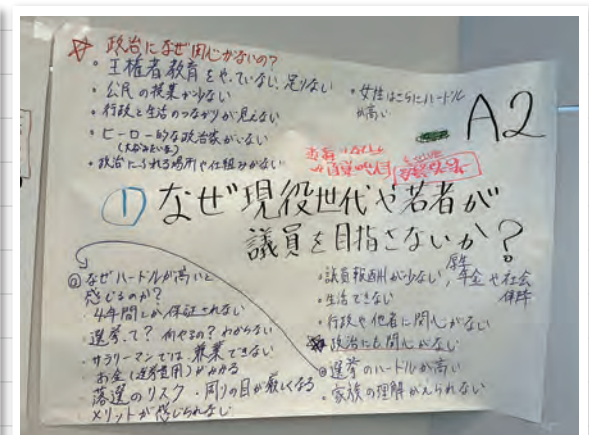 ☆ 政治になぜ関心がないの?
・主権者教育をやっていない、足りない
・公民の授業が少ない
・行政と生活のつながりが見えない
・ヒーロー的な政治家がいない
・政治にふれる場所や仕組みがない
・女性はさらにハードル
が高い
A2
① なぜ現役世代や若者が
議員を目指さないか?
@ なぜハードルが高いと
感じるのか?
・4年間しか保証されない
・選挙って?何やるの?わからない
・サラリーマンでは兼業できない
・お金(選挙費用)がかかる
・落選のリスク・周りの目が厳しくなる
・メリットが感じられない
・議員報酬が少ない, 厚生年金や社会
保障
・生活できない
・行政や他者に関心がない
☆ 政治にも関心がない
@ 選挙のハードルが高い
・家族の理解がえられない